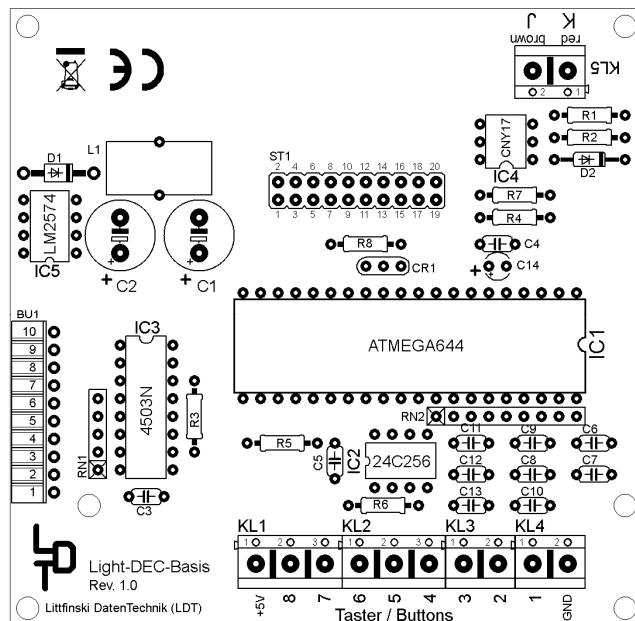 J K
brown red
KL5
2 1
CE
R1
R2
D2
CNY17
IC4
R7
R4
C4
C14
D1
L1
ST1
2 4 6 8 10 12 14 16 18 20
1 3 5 7 9 11 13 15 17 19
LM2574
IC5
+ C2
+ C1
R8
CR1
+
ATMEGA644
IC1
BU1
10
9
8
7
6
5
4
3
2
1
IC3
4503N
R3
RN1
C3
RN2
R5
C5
IC2
24C256
R6
C11 C9 C6
C12 C8 C7
C13 C10
KL1 KL2 KL3 KL4
1 2 3 1 2 3 1 2 1 2
+5V 8 7 6 5 4 3 2 1 GND
Taster / Buttons
LDT
Light-DEC-Basis
Rev. 1.0
Littfinski DatenTechnik (LDT)